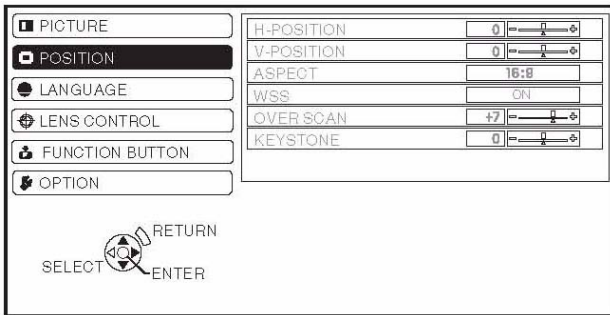 PICTURE
POSITION
LANGUAGE
LENS CONTROL
FUNCTION BUTTON
OPTION
H-POSITION 0
V-POSITION 0
ASPECT 16:9
WSS ON
OVER SCAN +7
KEYSTONE 0
RETURN
SELECT
ENTER